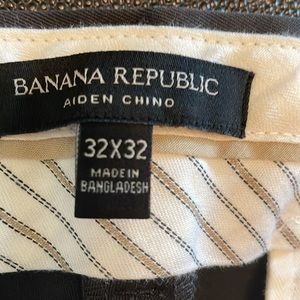 BANANA REPUBLIC
AIDEN CHINO
32X32
MADE IN
BANGLADESH